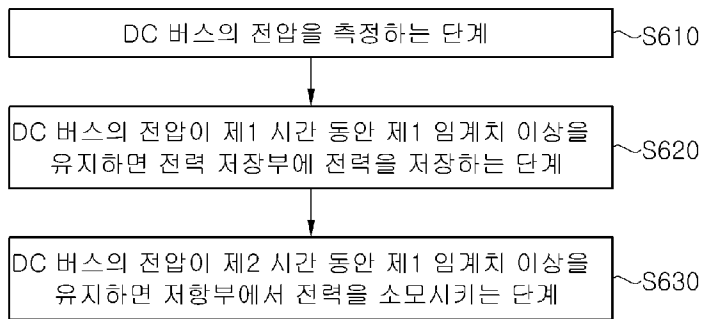 DC 버스의 전압을 측정하는 단계
S610
DC 버스의 전압이 제1 시간 동안 제1 임계치 이상을
유지하면 전력 저장부에 전력을 저장하는 단계
S620
DC 버스의 전압이 제2 시간 동안 제1 임계치 이상을
유지하면 저항부에서 전력을 소모시키는 단계
S630